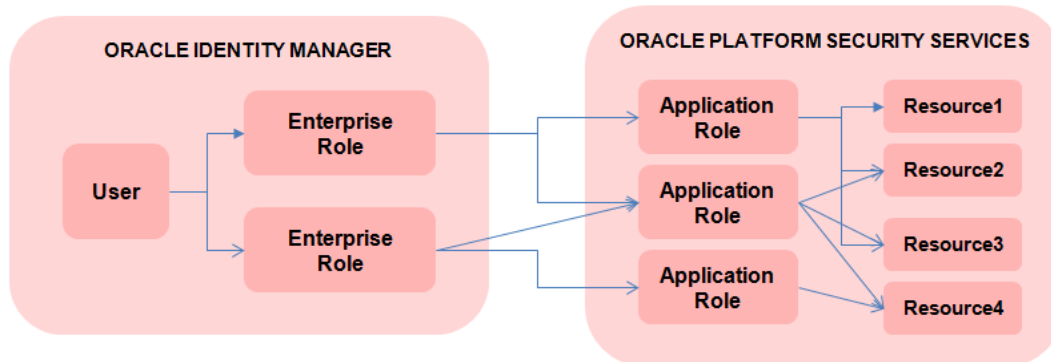 ORACLE IDENTITY MANAGER
User
Enterprise
Role
Enterprise
Role
ORACLE PLATFORM SECURITY SERVICES
Application
Role
Application
Role
Application
Role
Resource1
Resource2
Resource3
Resource4